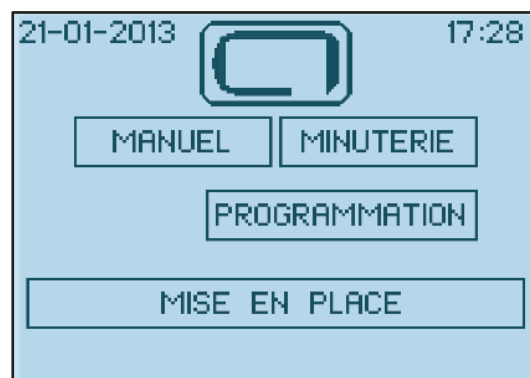 21-01-2013 17:28
MANUEL MINUTERIE
PROGRAMMATION
MISE EN PLACE